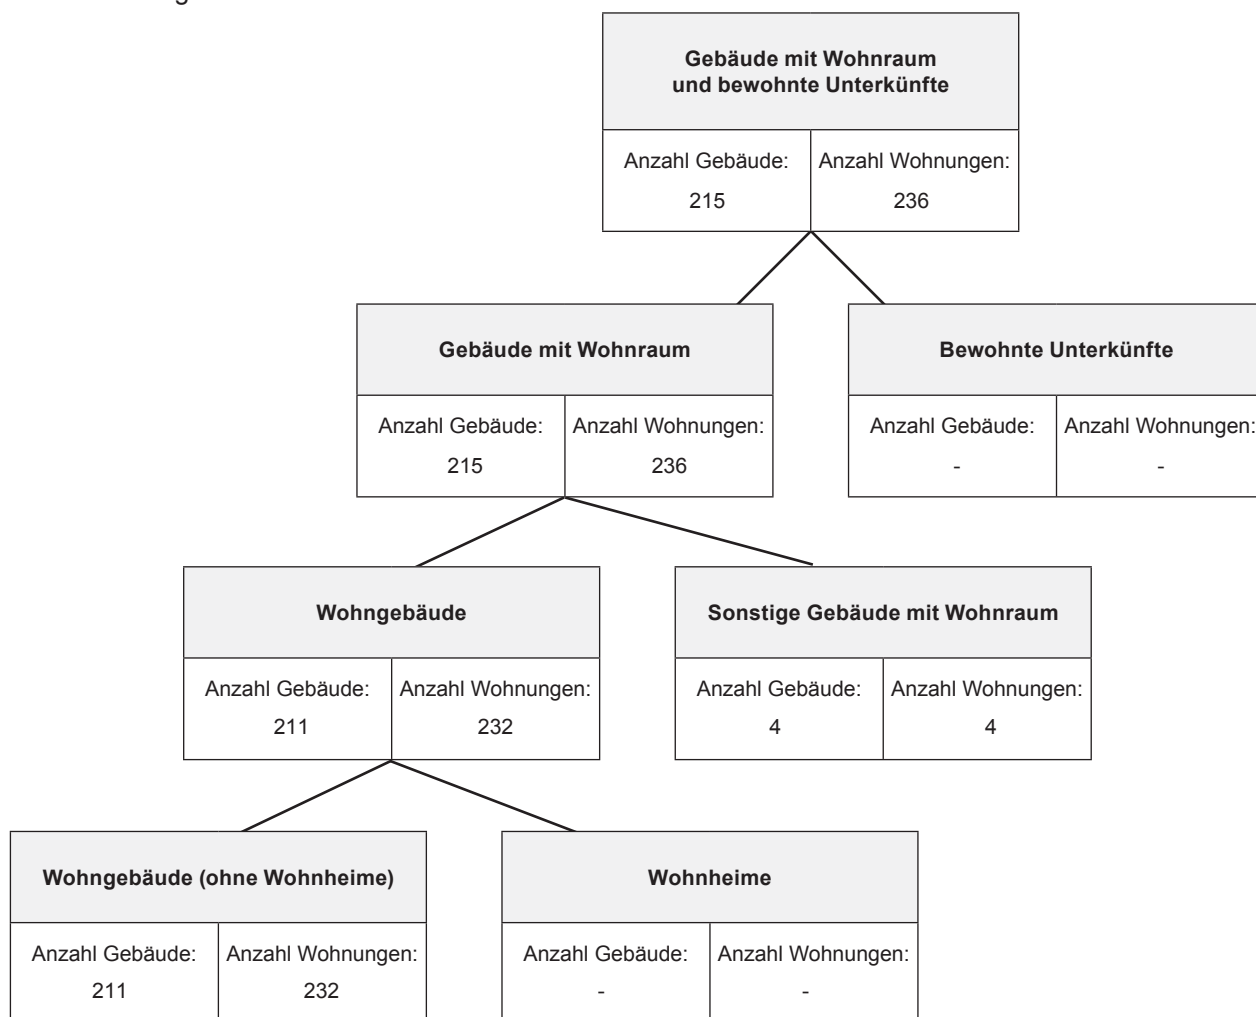 Gebäude mit Wohnraum
und bewohnte Unterkünfte
Anzahl Gebäude: Anzahl Wohnungen:
215 236
Gebäude mit Wohnraum
Anzahl Gebäude: Anzahl Wohnungen:
215 236
Bewohnte Unterkünfte
Anzahl Gebäude: Anzahl Wohnungen:
- -
Wohngebäude
Anzahl Gebäude: Anzahl Wohnungen:
211 232
Sonstige Gebäude mit Wohnraum
Anzahl Gebäude: Anzahl Wohnungen:
4 4
Wohngebäude (ohne Wohnheime)
Anzahl Gebäude: Anzahl Wohnungen:
211 232
Wohnheime
Anzahl Gebäude: Anzahl Wohnungen:
- -